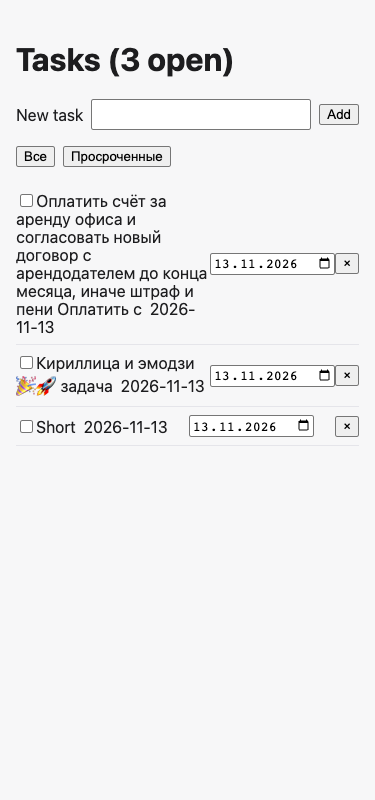 Tasks (3 open)
New task Add
Все Просроченные
Оплатить счёт за
аренду офиса и
согласовать новый
договор с
арендодателем до конца
месяца, иначе штраф и
пени Оплатить с 2026-
11-13
13.11.2026 ×
Кириллица и эмодзи
🎉🚀 задача 2026-11-13
13.11.2026 ×
Short 2026-11-13 13.11.2026 ×